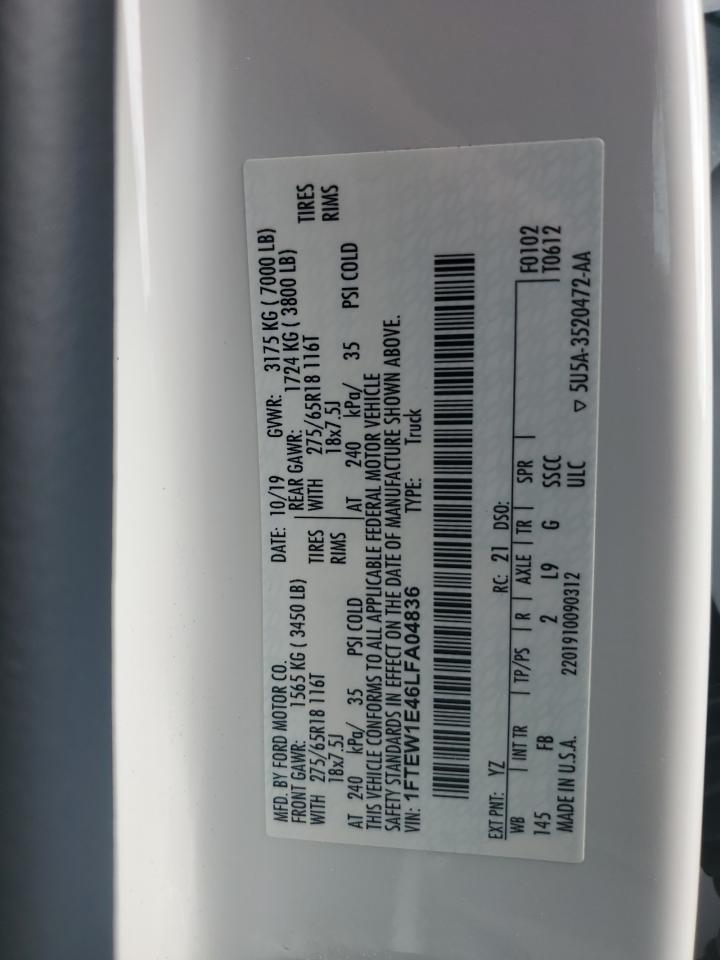 MFD. BY FORD MOTOR CO. DATE: 10/19 GVWR: 3175 KG ( 7000 LB)
FRONT GAWR: 1565 KG ( 3450 LB) REAR GAWR: 1724 KG ( 3800 LB)
WITH 275/65R18 116T TIRES WITH 275/65R18 116T TIRES
18x7.5J RIMS 18x7.5J RIMS
AT 240 kPa/ 35 PSI COLD AT 240 kPa/ 35 PSI COLD
THIS VEHICLE CONFORMS TO ALL APPLICABLE FEDERAL MOTOR VEHICLE
SAFETY STANDARDS IN EFFECT ON THE DATE OF MANUFACTURE SHOWN ABOVE.
VIN: 1FTEW1E46LFA04836 TYPE: Truck
EXT PNT: YZ RC: 21 DSO:
WB INT TR TP/PS R AXLE TR SPR F0102
145 FB 2 L9 G SSCC T0612
MADE IN U.S.A. 2201910090312 ULC ▽ 5U5A-3520472-AA